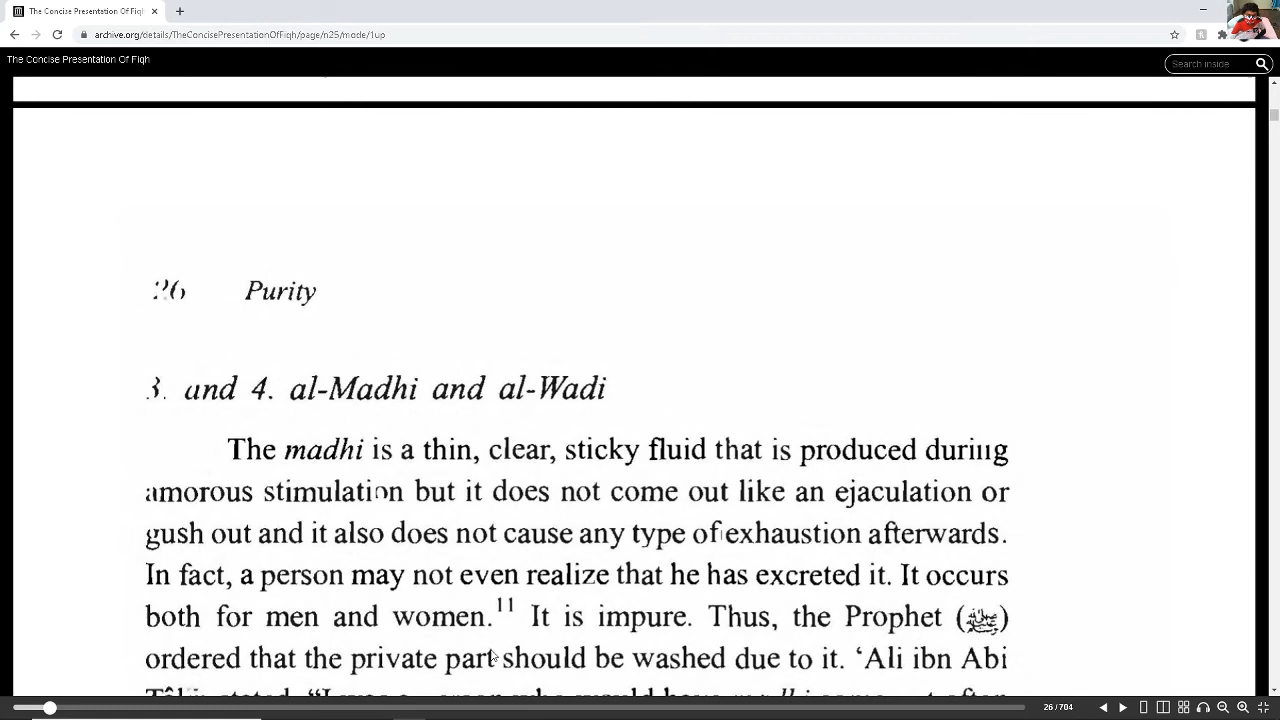 The Concise Presentation Of Fiqh
archive.org/details/TheConcisePresentationOfFiqh/page/n25/mode/1up
The Concise Presentation Of Fiqh
Search inside
26 Purity
3. and 4. al-Madhi and al-Wadi
The madhi is a thin, clear, sticky fluid that is produced during
amorous stimulation but it does not come out like an ejaculation or
gush out and it also does not cause any type of exhaustion afterwards.
In fact, a person may not even realize that he has excreted it. It occurs
both for men and women.11 It is impure. Thus, the Prophet (ﷺ)
ordered that the private part should be washed due to it. ‘Ali ibn Abi
26 / 704